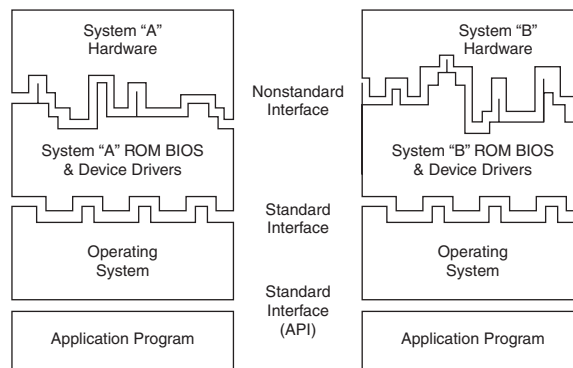 System “A”
Hardware
Nonstandard
Interface
System “B”
Hardware
System “A” ROM BIOS
& Device Drivers
System “B” ROM BIOS
& Device Drivers
Standard
Interface
Operating
System
Operating
System
Standard
Interface
(API)
Application Program
Application Program